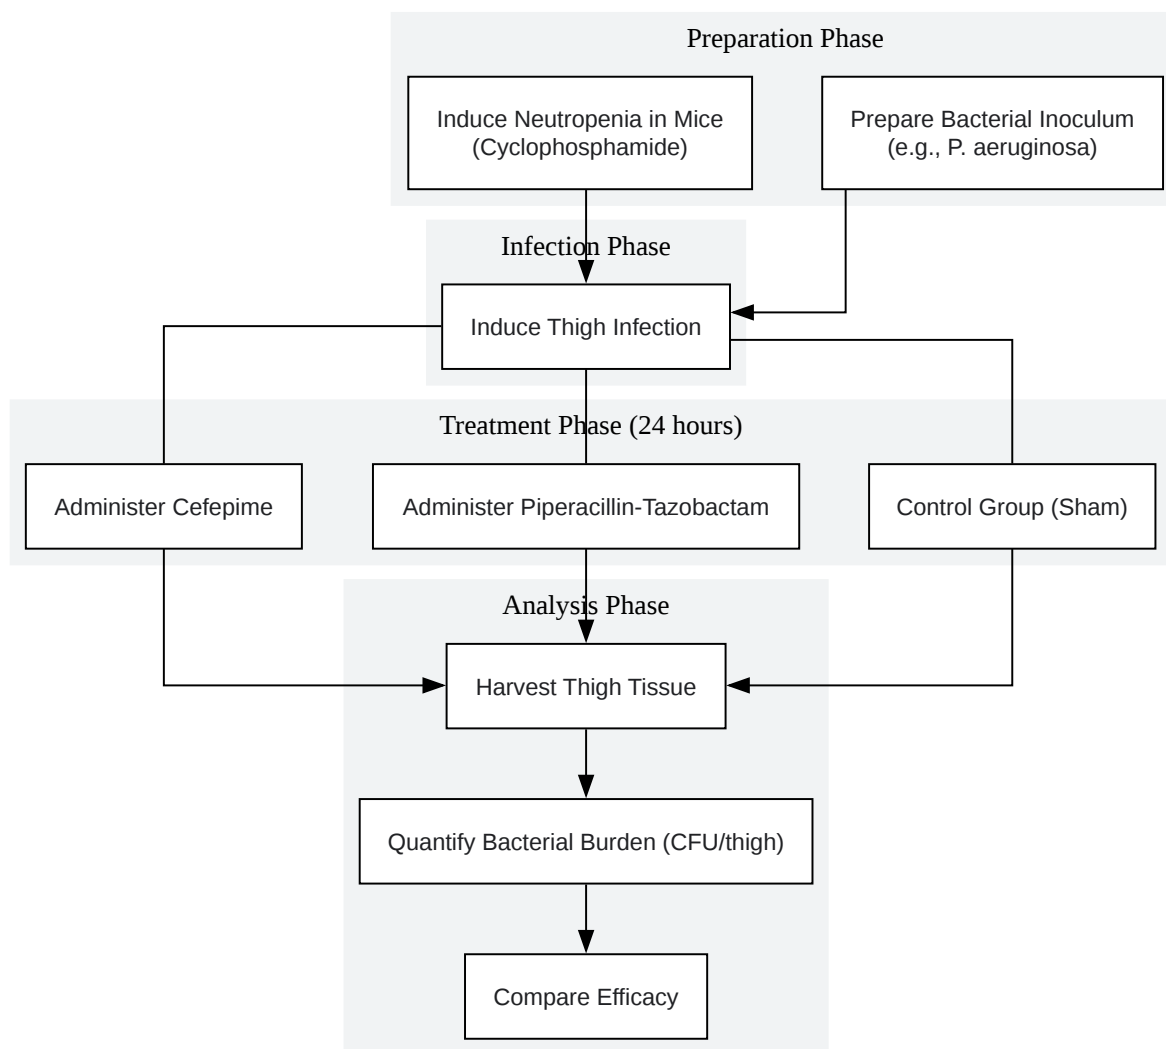 Preparation Phase
Induce Neutropenia in Mice
(Cyclophosphamide)
Prepare Bacterial Inoculum
(e.g., P. aeruginosa)
Infection Phase
Induce Thigh Infection
Treatment Phase (24 hours)
Administer Cefepime
Administer Piperacillin-Tazobactam
Control Group (Sham)
Analysis Phase
Harvest Thigh Tissue
Quantify Bacterial Burden (CFU/thigh)
Compare Efficacy